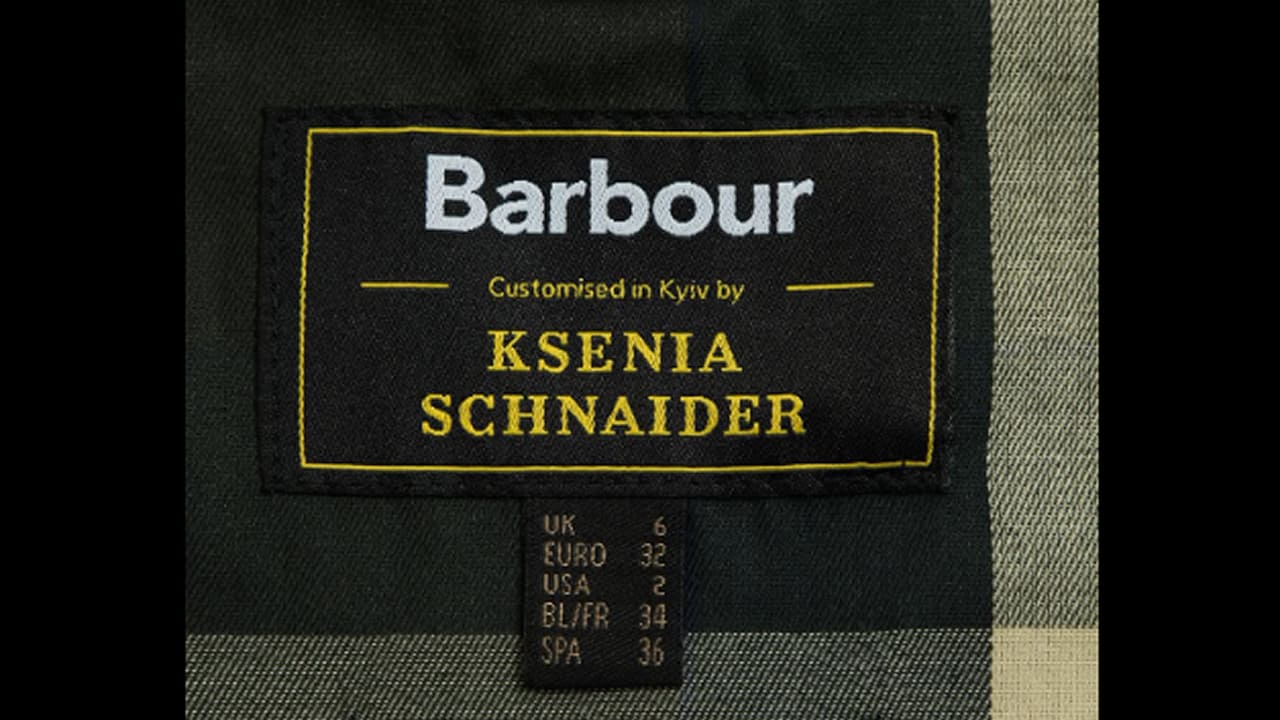 Barbour
Customised in Kyiv by
KSENIA
SCHNAIDER
UK 6
EURO 32
USA 2
BL/FR 34
SPA 36